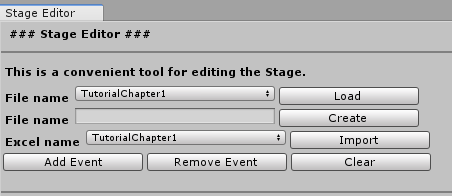 Stage Editor
### Stage Editor ###
This is a convenient tool for editing the Stage.
File name TutorialChapter1 Load
File name Create
Excel name TutorialChapter1 Import
Add Event Remove Event Clear